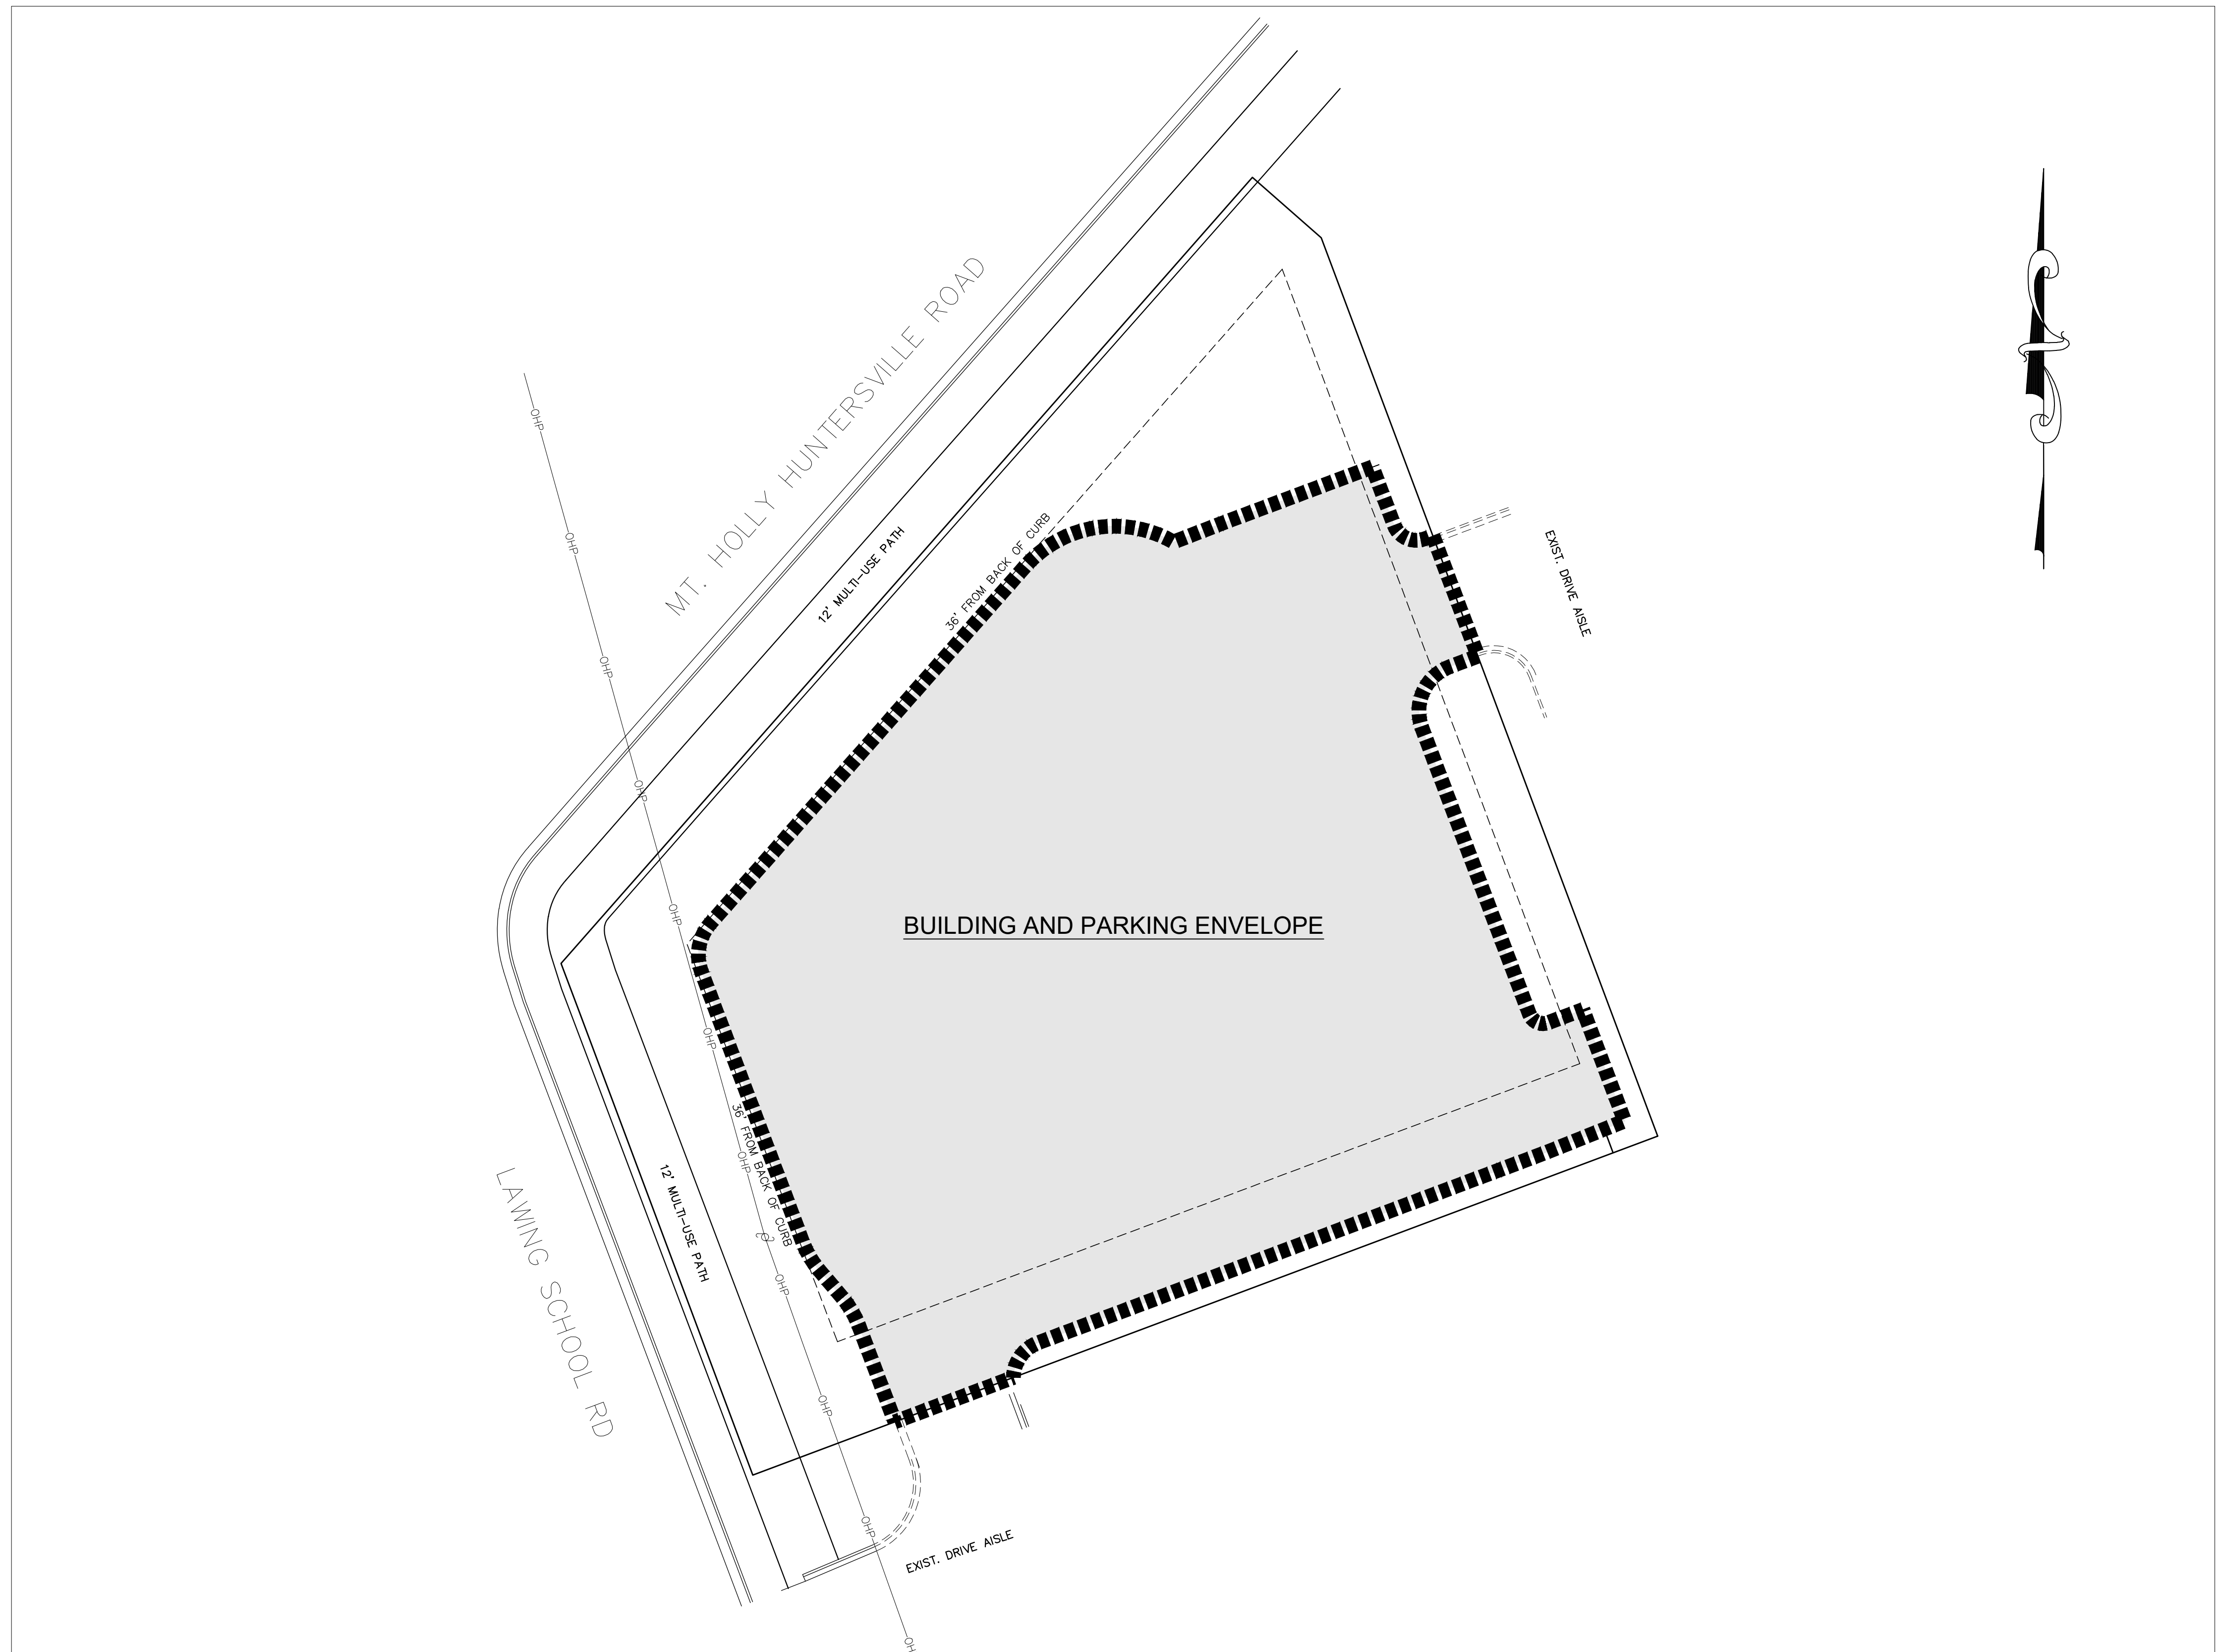 MT. HOLLY HUNTERSVILLE ROAD
OHP
OHP
12' MULTI-USE PATH
36' FROM BACK OF CURB
EXIST. DRIVE AISLE
OHP
OHP
OHP
BUILDING AND PARKING ENVELOPE
OHP
36' FROM BACK OF CURB
OHP
12' MULTI-USE PATH
LAWING SCHOOL RD
OHP
OHP
OHP
EXIST. DRIVE AISLE
OH